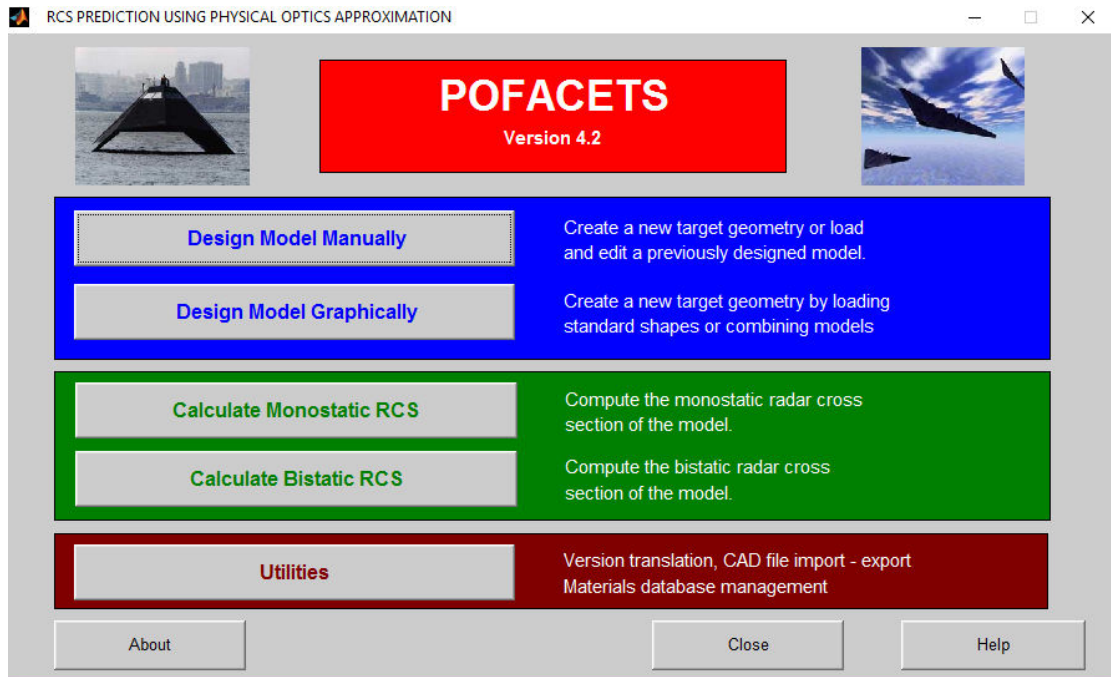 RCS PREDICTION USING PHYSICAL OPTICS APPROXIMATION
POFACETS
Version 4.2
Design Model Manually
Create a new target geometry or load
and edit a previously designed model.
Design Model Graphically
Create a new target geometry by loading
standard shapes or combining models
Calculate Monostatic RCS
Compute the monostatic radar cross
section of the model.
Calculate Bistatic RCS
Compute the bistatic radar cross
section of the model.
Utilities
Version translation, CAD file import - export
Materials database management
About
Close
Help